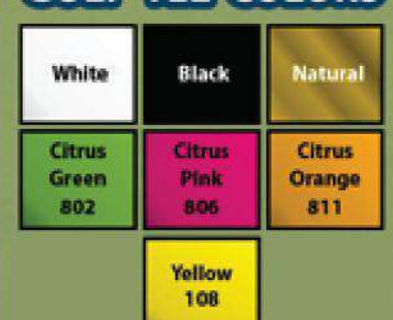 White
Black
Natural
Citrus
Green
802
Citrus
Pink
806
Citrus
Orange
811
Yellow
108